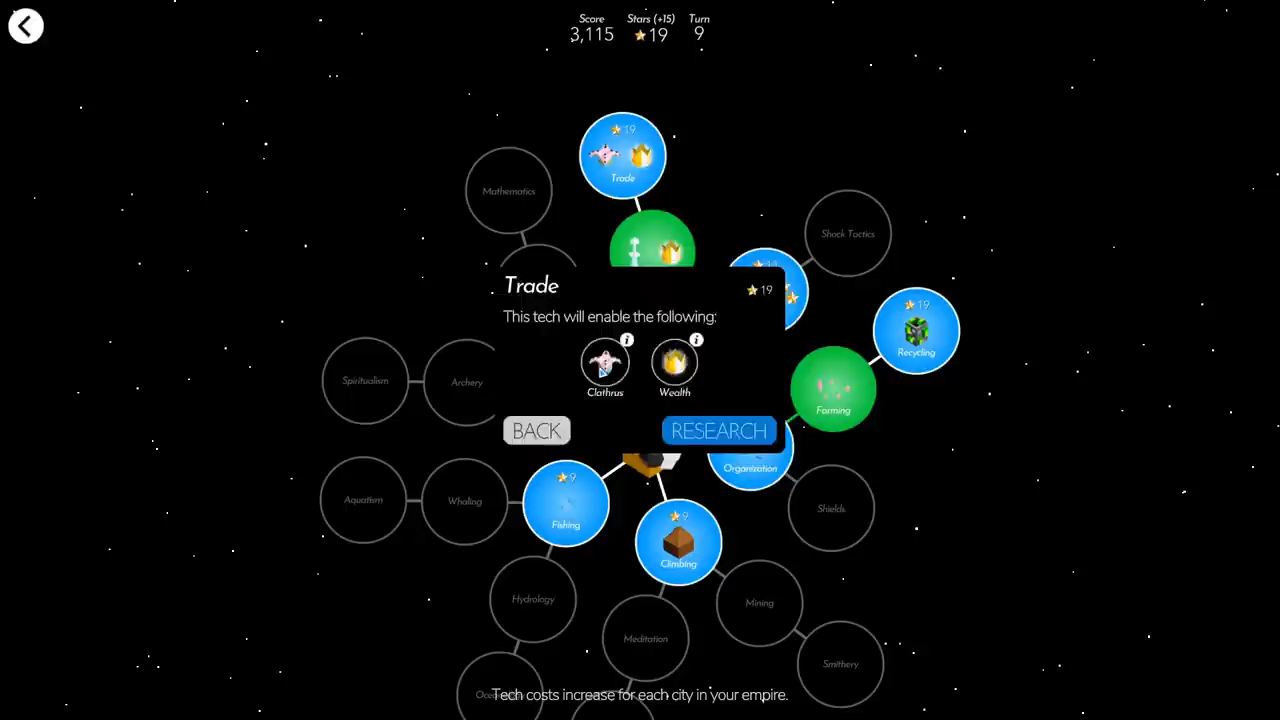 Score
3,115
Stars (+15)
19
Turn
9
19
Trade
Mathematics
Shock Tactics
19
Recycling
Farming
Trade
19
This tech will enable the following:
Clathrus
Wealth
BACK
RESEARCH
Spiritualism
Archery
Organization
Aquatism
Whaling
9
Fishing
9
Climbing
Shields
Hydrology
Meditation
Mining
Smithery
Tech costs increase for each city in your empire.